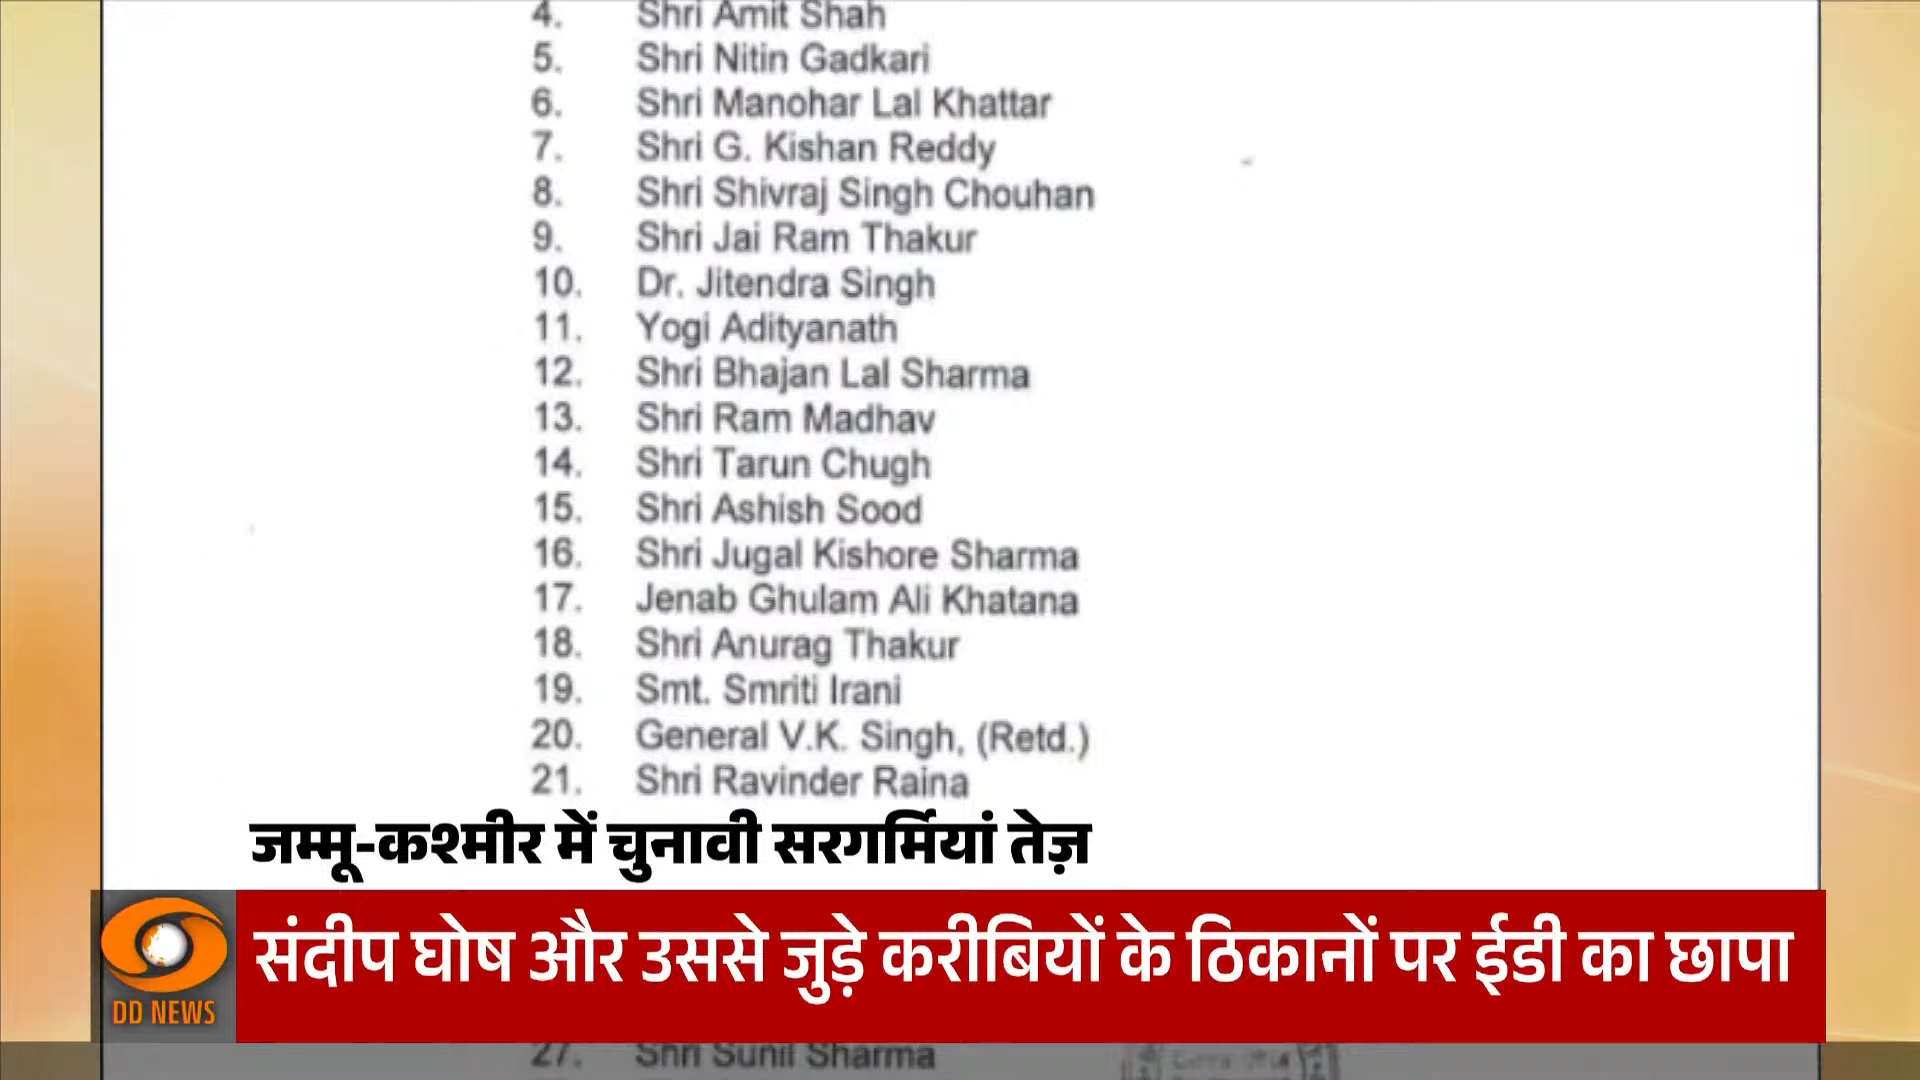 4. Shri Amit Shah
5. Shri Nitin Gadkari
6. Shri Manohar Lal Khattar
7. Shri G. Kishan Reddy
8. Shri Shivraj Singh Chouhan
9. Shri Jai Ram Thakur
10. Dr. Jitendra Singh
11. Yogi Adityanath
12. Shri Bhajan Lal Sharma
13. Shri Ram Madhav
14. Shri Tarun Chugh
15. Shri Ashish Sood
16. Shri Jugal Kishore Sharma
17. Jenab Ghulam Ali Khatana
18. Shri Anurag Thakur
19. Smt. Smriti Irani
20. General V.K. Singh, (Retd.)
21. Shri Ravinder Raina
जम्मू-कश्मीर में चुनावी सरगर्मियां तेज़
संदीप घोष और उससे जुड़े करीबियों के ठिकानों पर ईडी का छापा
DD NEWS
27. Shri Sunil Sharma